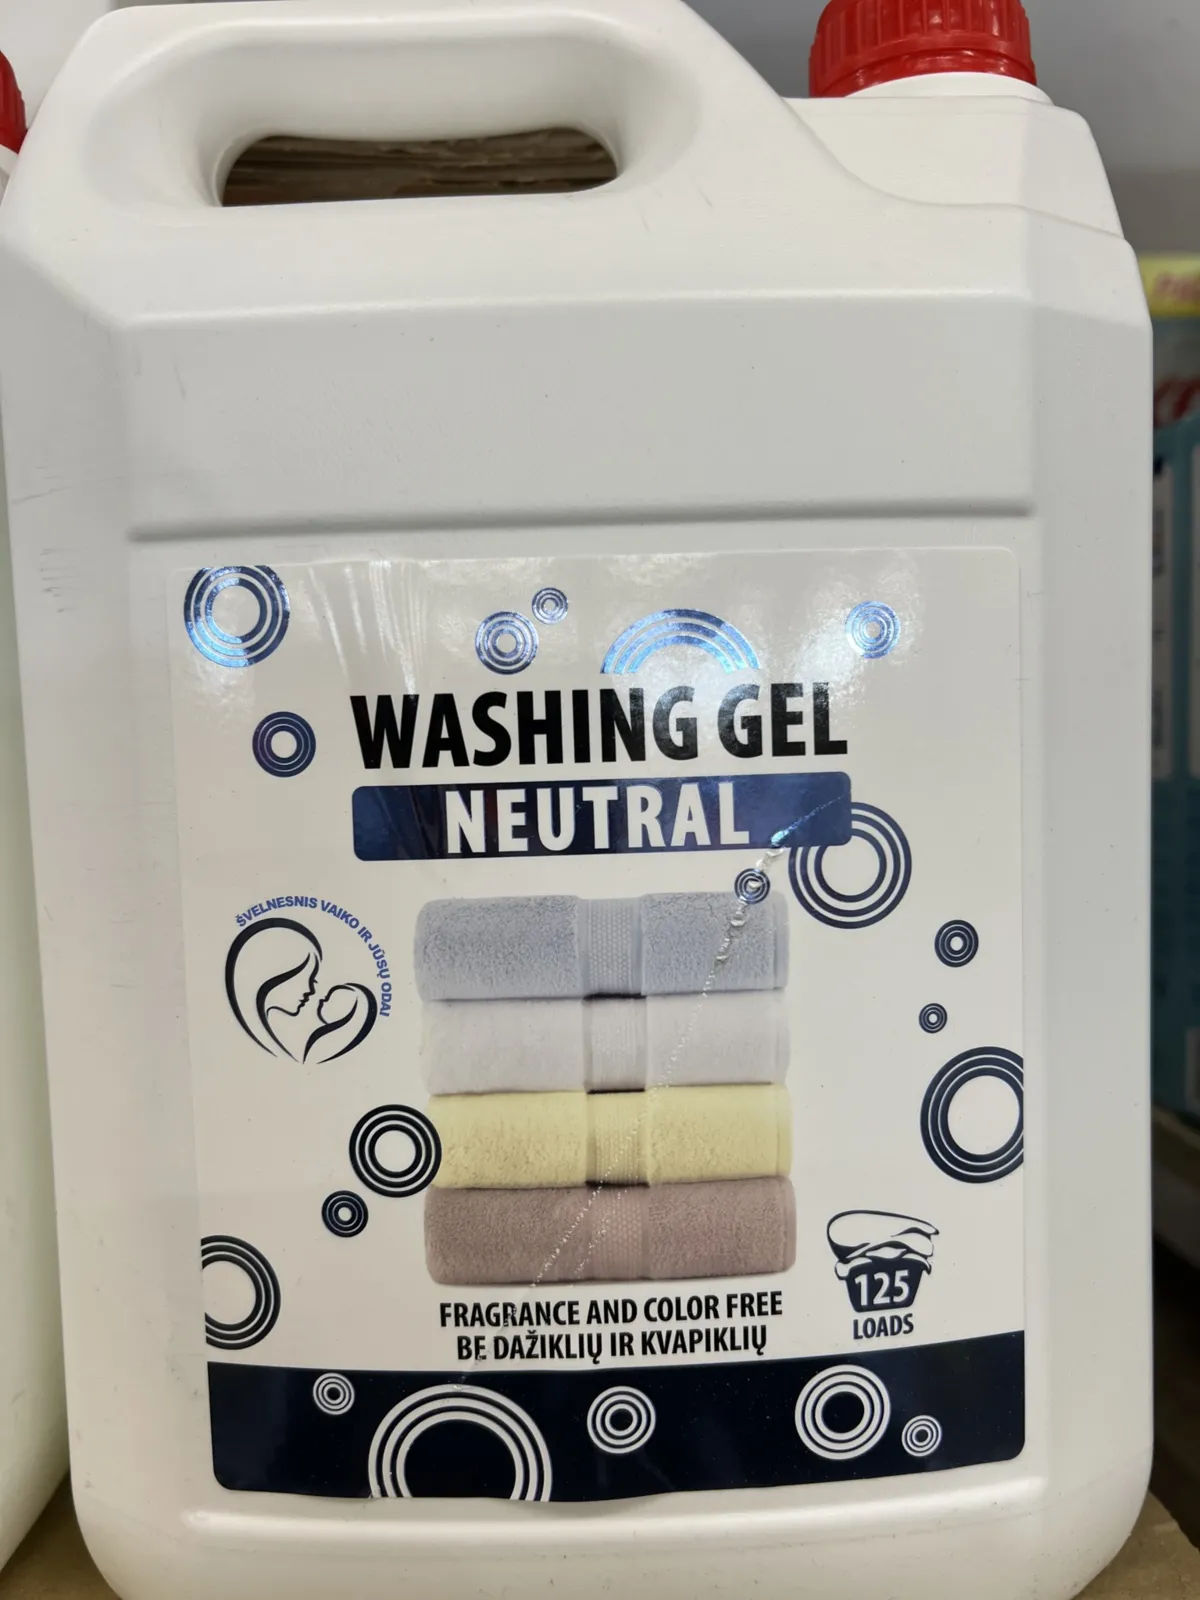 WASHING GEL
NEUTRAL
ŠVELNESNIS VAIKO IR JŪSŲ ODAI
125
LOADS
FRAGRANCE AND COLOR FREE
BE DAŽIKLIŲ IR KVAPIKLIŲ